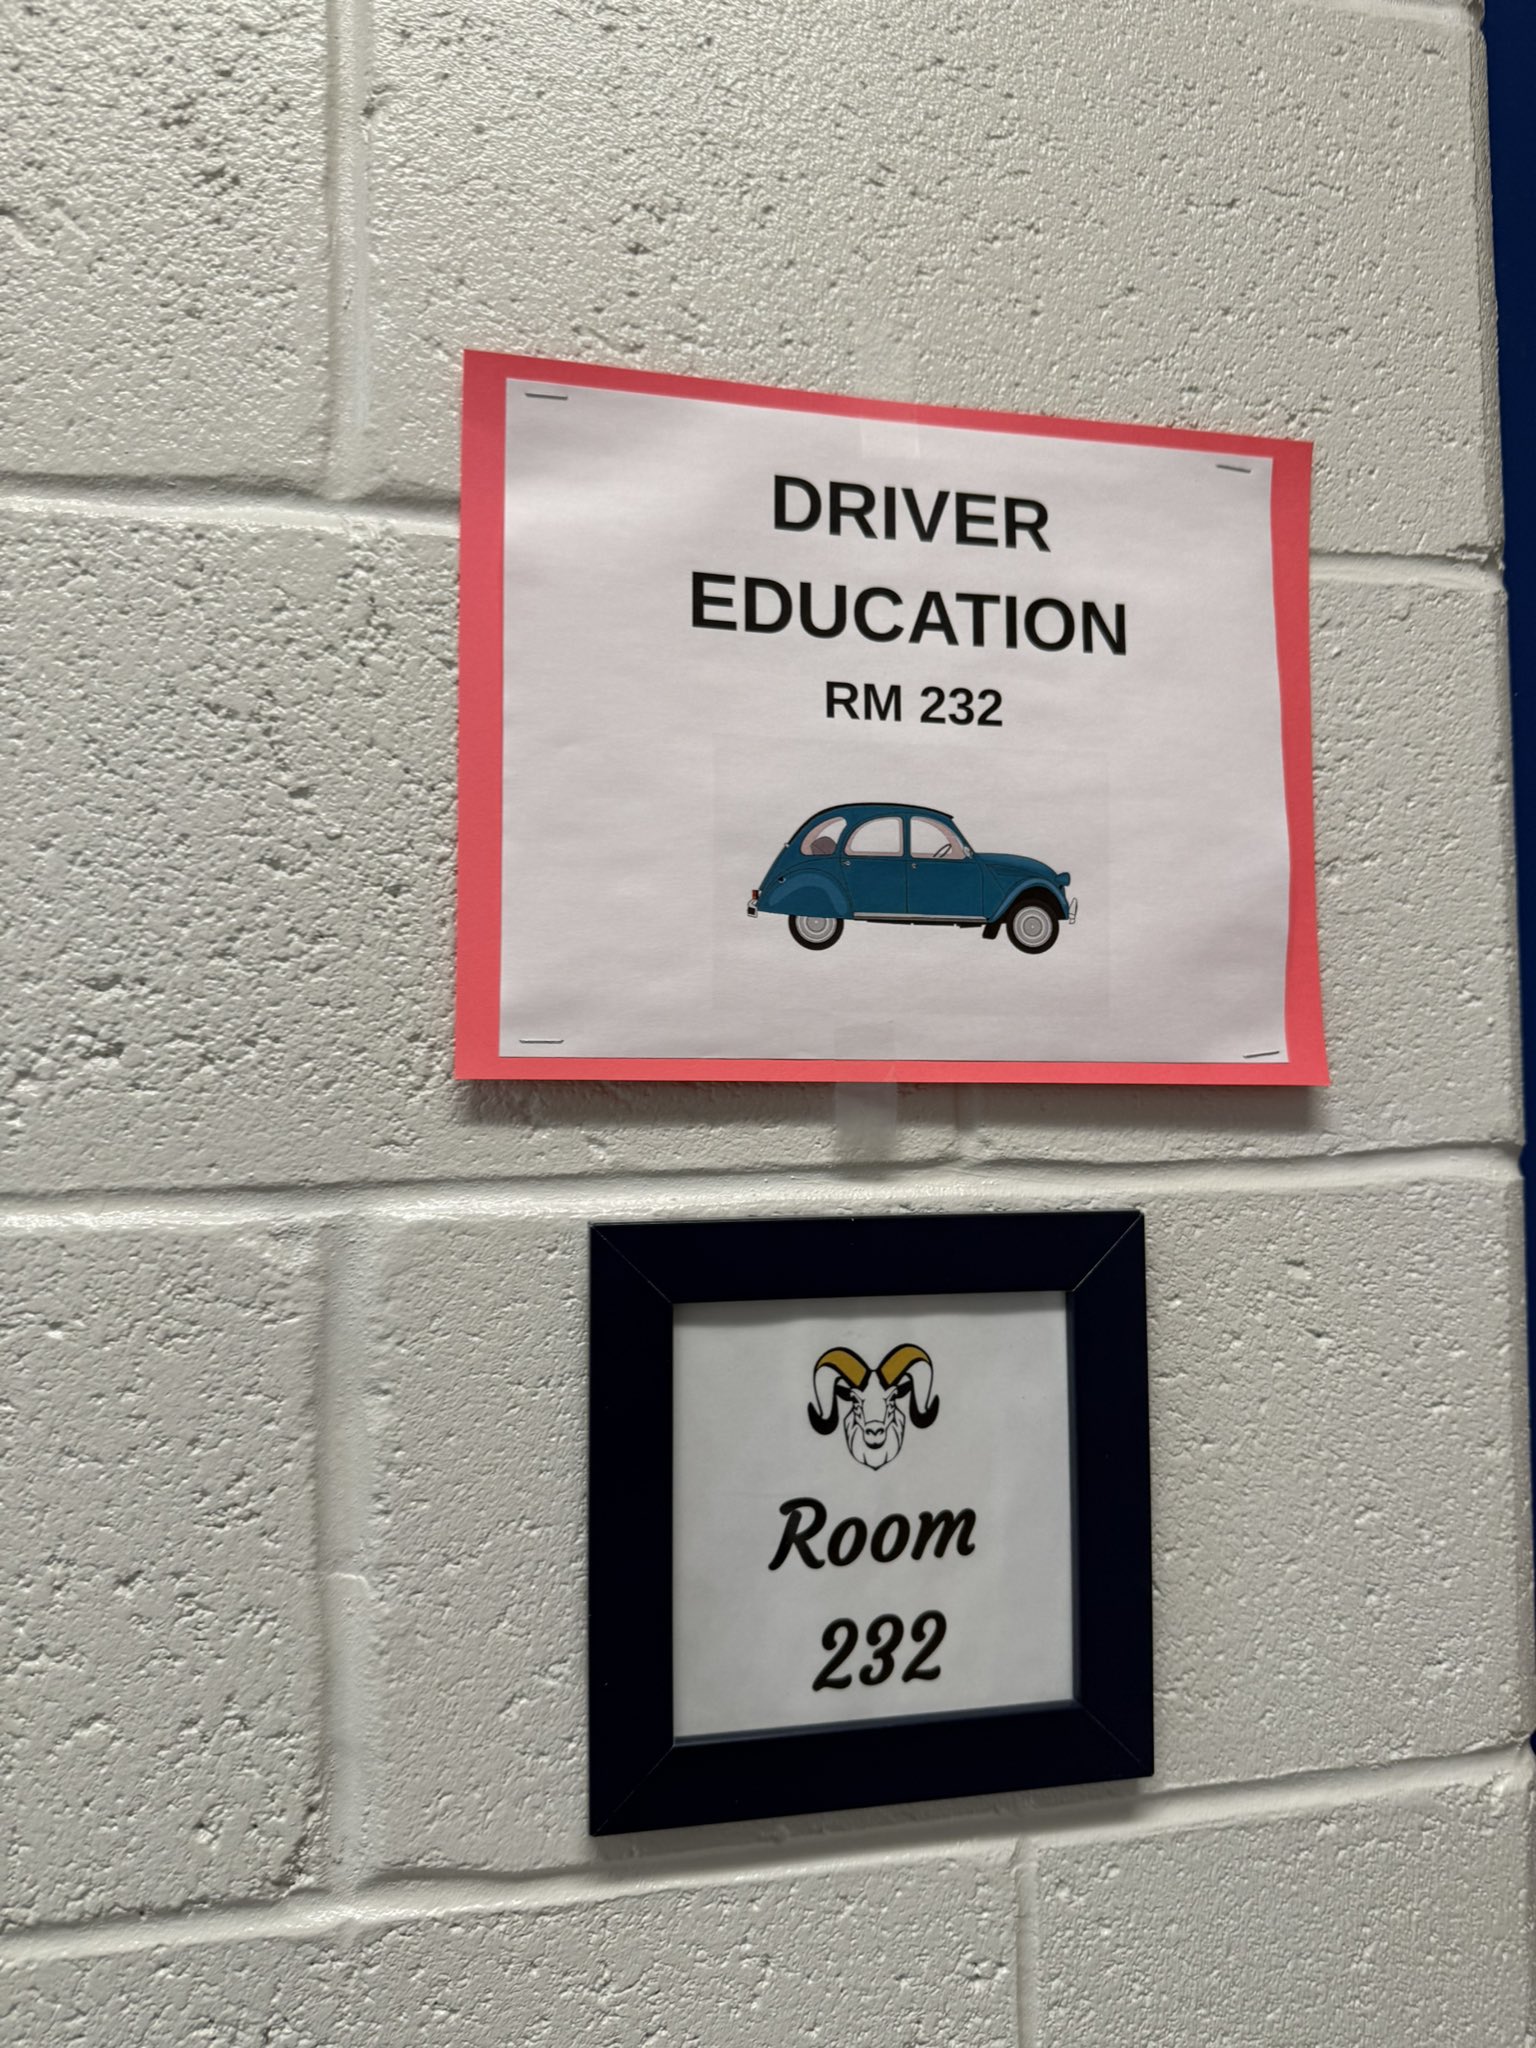 DRIVER
EDUCATION
RM 232
Room
232